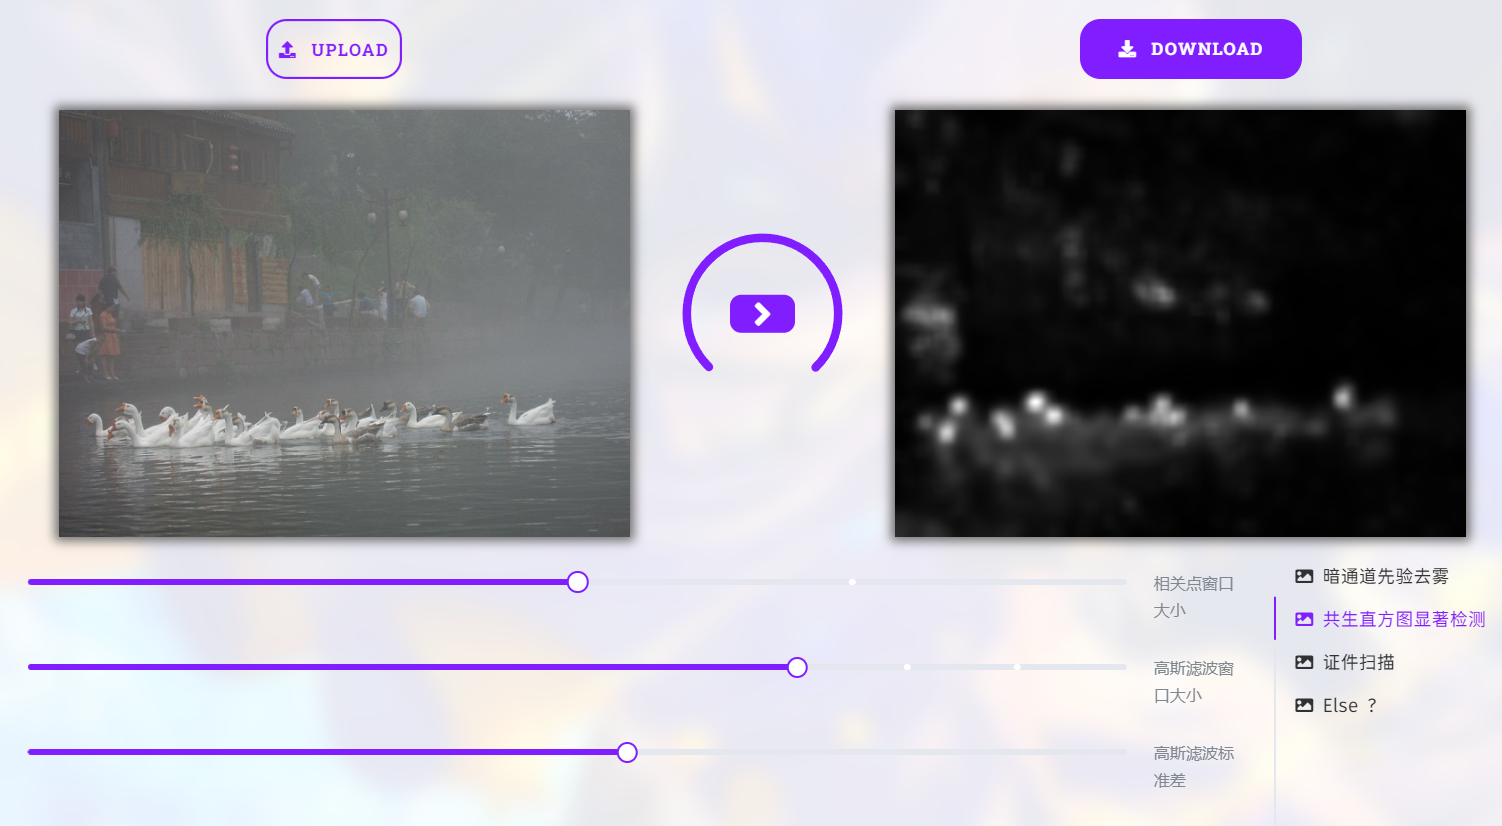 UPLOAD
DOWNLOAD
相关点窗口
大小
高斯滤波窗
口大小
高斯滤波标
准差
暗通道先验去雾
共生直方图显著检测
证件扫描
Else ？